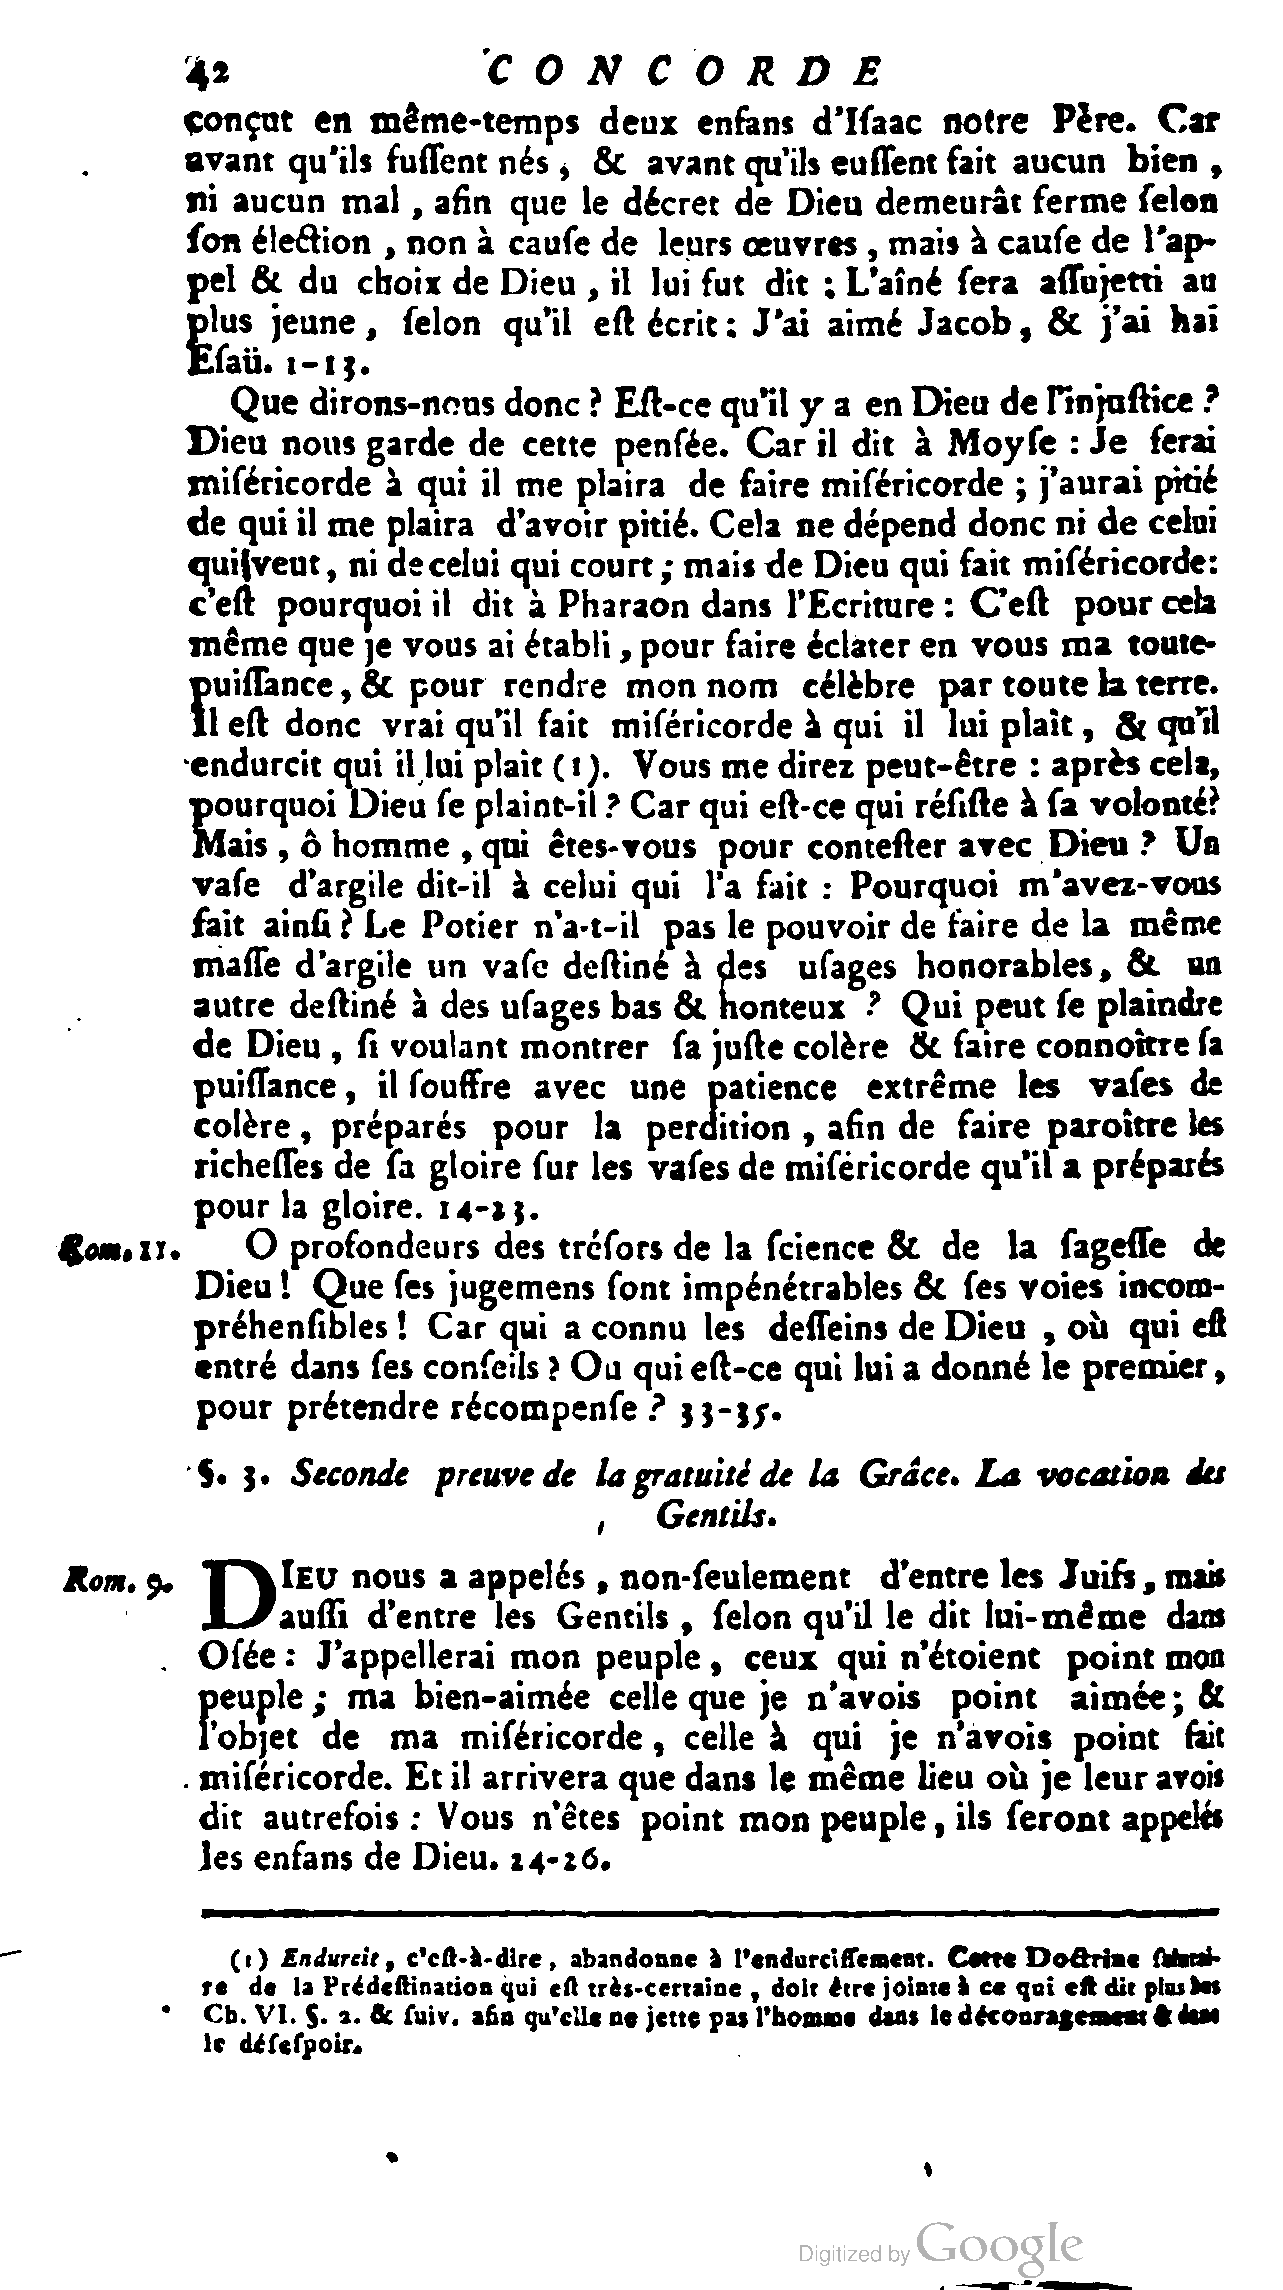 42 CONCORDE
conçut en même-temps deux enfans d'Iſaac notre Père. Car
avant qu'ils fuſſent nés, & avant qu'ils euſſent fait aucun bien,
ni aucun mal, afin que le décret de Dieu demeurât ferme ſelon
ſon élection, non à cauſe de leurs œuvres, mais à cauſe de l'ap-
pel & du choix de Dieu, il lui fut dit : L'aîné ſera aſſujetti au
plus jeune, ſelon qu'il eſt écrit : J'ai aimé Jacob, & j'ai hai
Eſaü. 1-13.
Que dirons-nous donc ? Eſt-ce qu'il y a en Dieu de l'injuſtice ?
Dieu nous garde de cette penſée. Car il dit à Moyſe : Je ferai
miſéricorde à qui il me plaira de faire miſéricorde ; j'aurai pitié
de qui il me plaira d'avoir pitié. Cela ne dépend donc ni de celui
qui veut, ni de celui qui court ; mais de Dieu qui fait miſéricorde :
c'eſt pourquoi il dit à Pharaon dans l'Ecriture : C'eſt pour cela
même que je vous ai établi, pour faire éclater en vous ma toute-
puiſſance, & pour rendre mon nom célèbre par toute la terre.
Il eſt donc vrai qu'il fait miſéricorde à qui il lui plaît, & qu'il
endurcit qui il lui plaît (1). Vous me direz peut-être : après cela,
pourquoi Dieu ſe plaint-il ? Car qui eſt-ce qui réſiſte à ſa volonté ?
Mais, ô homme, qui êtes-vous pour conteſter avec Dieu ? Un
vaſe d'argile dit-il à celui qui l'a fait : Pourquoi m'avez-vous
fait ainſi ? Le Potier n'a-t-il pas le pouvoir de faire de la même
maſſe d'argile un vaſe deſtiné à des uſages honorables, & un
autre deſtiné à des uſages bas & honteux ? Qui peut ſe plaindre
de Dieu, ſi voulant montrer ſa juſte colère & faire connoître ſa
puiſſance, il ſouffre avec une patience extrême les vaſes de
colère, préparés pour la perdition, afin de faire paroître les
richeſſes de ſa gloire ſur les vaſes de miſéricorde qu'il a préparés
pour la gloire. 14-23.
Rom. 11. O profondeurs des tréſors de la ſcience & de la ſageſſe de
Dieu ! Que ſes jugemens ſont impénétrables & ſes voies incom-
préhenſibles ! Car qui a connu les deſſeins de Dieu, où qui eſt
entré dans ſes conſeils ? Ou qui eſt-ce qui lui a donné le premier,
pour prétendre récompenſe ? 33-35.
§. 3. Seconde preuve de la gratuité de la Grâce. La vocation des
Gentils.
Rom. 9. DIEU nous a appelés, non-ſeulement d'entre les Juifs, mais
auſſi d'entre les Gentils, ſelon qu'il le dit lui-même dans
Oſée : J'appellerai mon peuple, ceux qui n'étoient point mon
peuple ; ma bien-aimée celle que je n'avois point aimée ; &
l'objet de ma miſéricorde, celle à qui je n'avois point fait
miſéricorde. Et il arrivera que dans le même lieu où je leur avois
dit autrefois : Vous n'êtes point mon peuple, ils ſeront appelés
les enfans de Dieu. 24-26.
(1) Endurcit, c'eſt-à-dire, abandonne à l'endurciſſement. Cette Doctrine ſalutai-
re de la Prédeſtination qui eſt très-certaine, doit être jointe à ce qui eſt dit plus bas
Ch. VI. §. 2. & ſuiv. afin qu'elle ne jette pas l'homme dans le découragement & dans
le déſeſpoir.
Digitized by Google